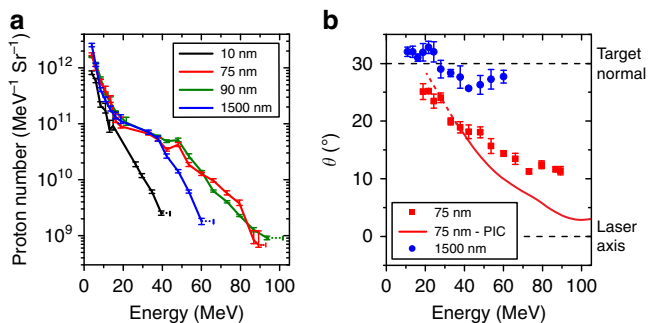 a
Proton number (MeV⁻¹ Sr⁻¹)
10¹²
10¹¹
10¹⁰
10⁹
0 20 40 60 80 100
Energy (MeV)
10 nm
75 nm
90 nm
1500 nm
b
θ (°)
30
20
10
0
0 20 40 60 80 100
Energy (MeV)
Target
normal
Laser
axis
75 nm
75 nm - PIC
1500 nm